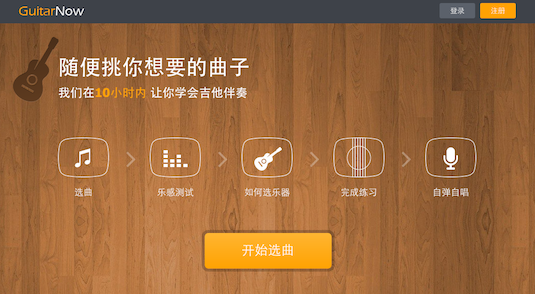 GuitarNow
登录
注册
随便挑你想要的曲子
我们在10小时内 让你学会吉他伴奏
选曲
乐感测试
如何选乐器
完成练习
自弹自唱
开始选曲